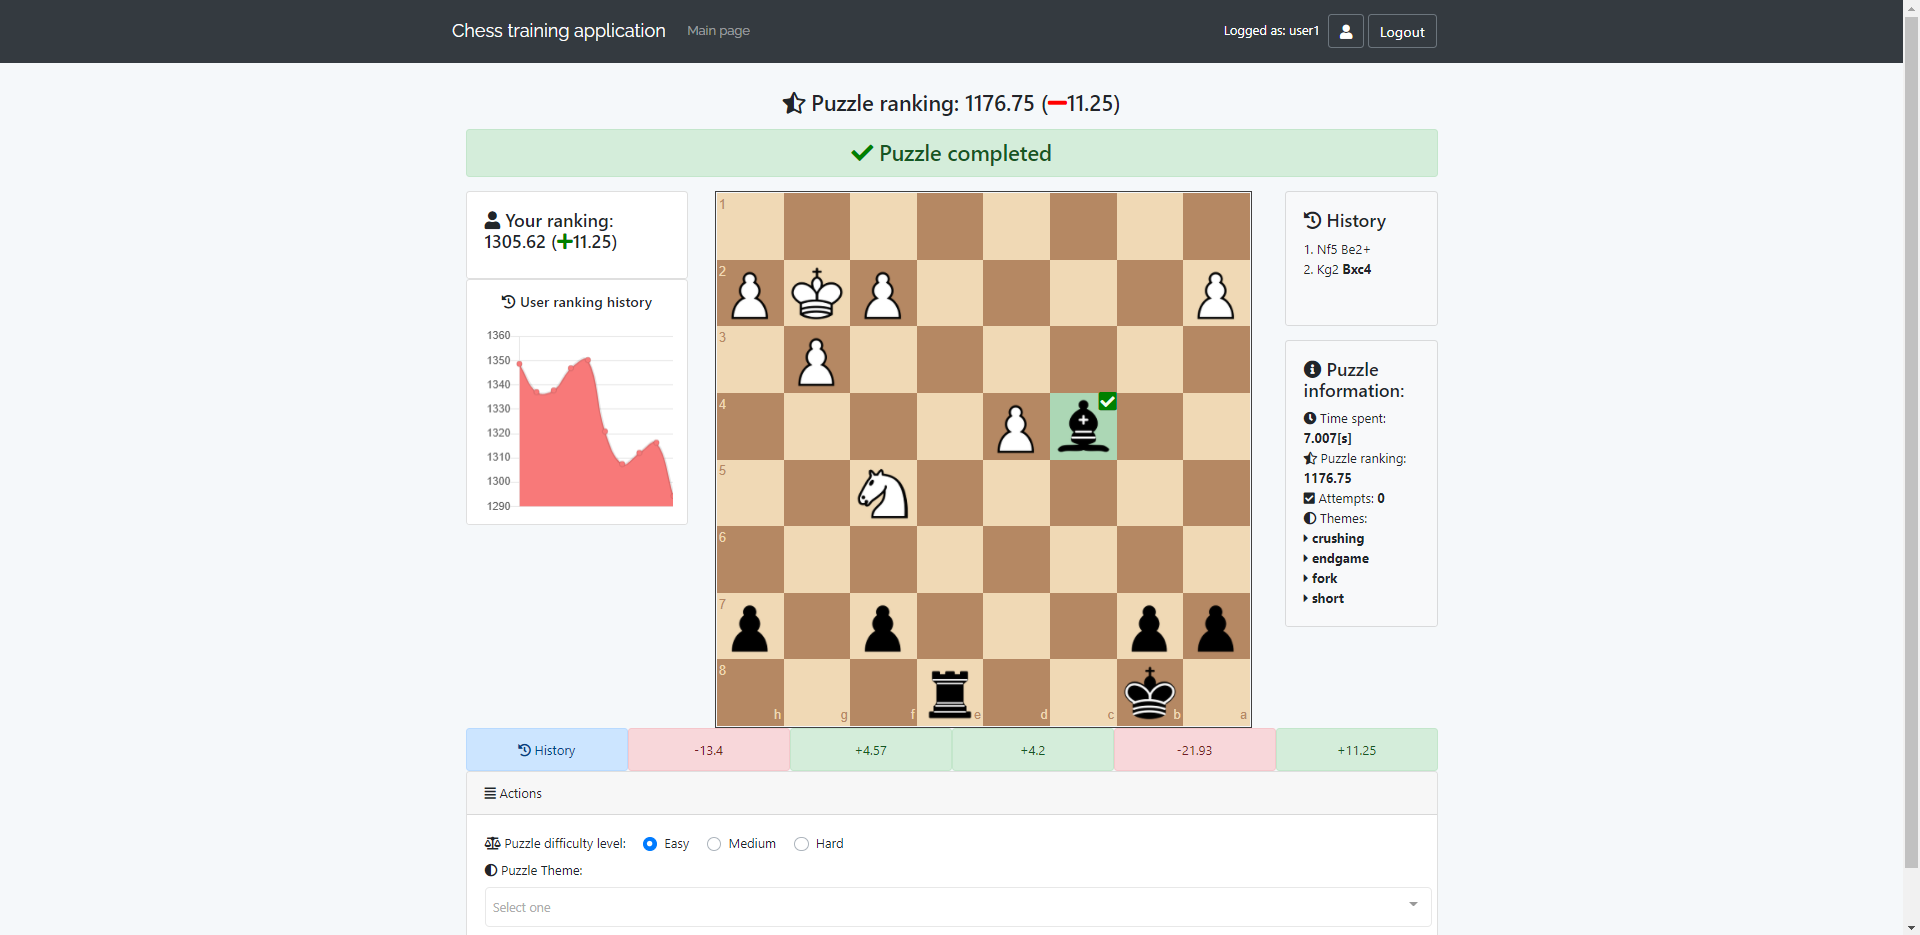 Chess training application
Main page
Logged as: user1
Logout
Puzzle ranking: 1176.75 (11.25)
Puzzle completed
Your ranking:
1305.62 (11.25)
User ranking history
1360
1350
1340
1330
1320
1310
1300
1290
1
2
3
4
5
6
7
8
h
g
f
e
d
c
b
a
History
1. Nf5 Be2+
2. Kg2 Bxc4
Puzzle
information:
Time spent:
7.007[s]
Puzzle ranking:
1176.75
Attempts: 0
Themes:
crushing
endgame
fork
short
History
-13.4
+4.57
+4.2
-21.93
+11.25
Actions
Puzzle difficulty level:
Easy
Medium
Hard
Puzzle Theme:
Select one